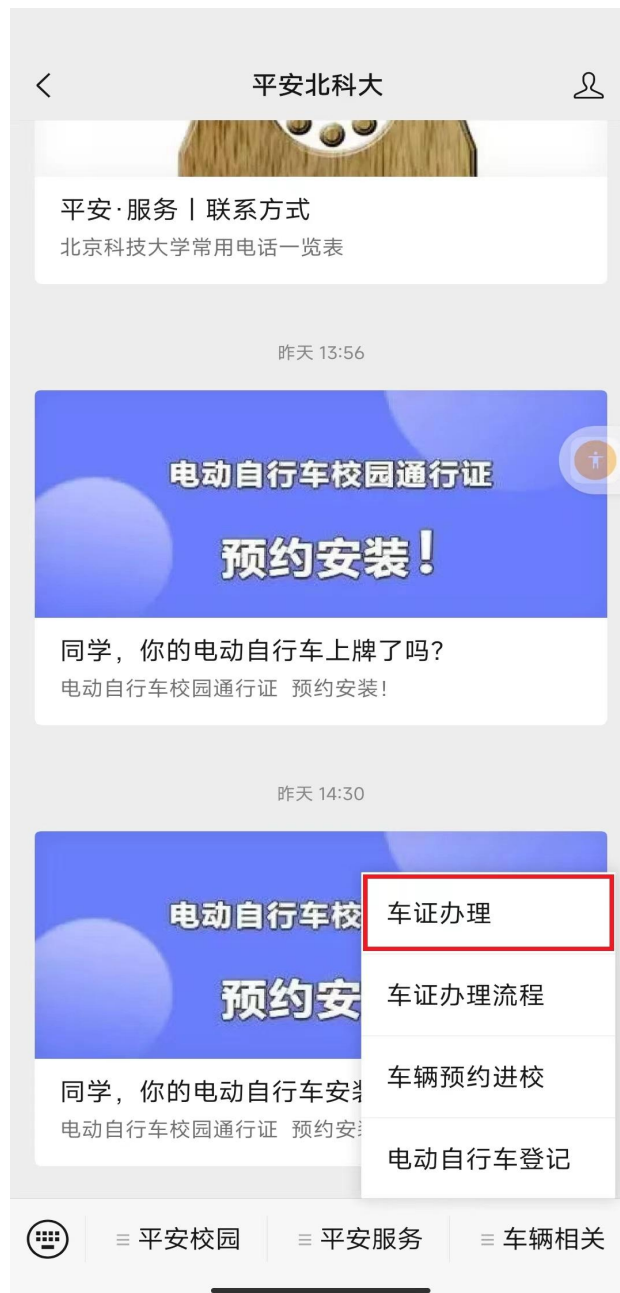 平安北科大
平安·服务丨联系方式
北京科技大学常用电话一览表
昨天 13:56
电动自行车校园通行证
预约安装！
同学，你的电动自行车上牌了吗？
电动自行车校园通行证 预约安装！
昨天 14:30
电动自行车校
预约安
同学，你的电动自行车安
电动自行车校园通行证 预约安
车证办理
车证办理流程
车辆预约进校
电动自行车登记
平安校园
平安服务
车辆相关